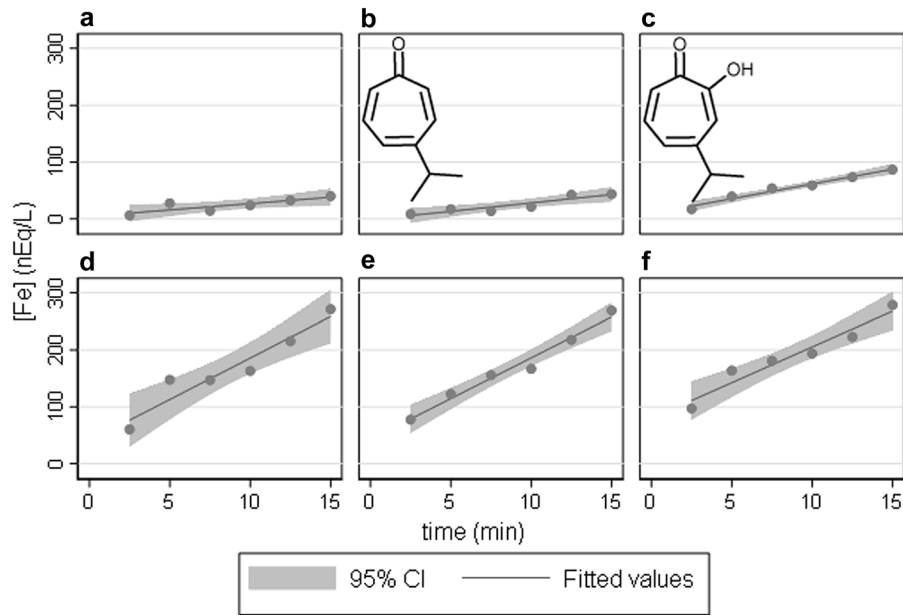 a
b
c
300
200
100
0
O
O
OH
[Fe] (nEq/L)
d
e
f
300
200
100
0
0 5 10 15
0 5 10 15
0 5 10 15
time (min)
95% CI
Fitted values